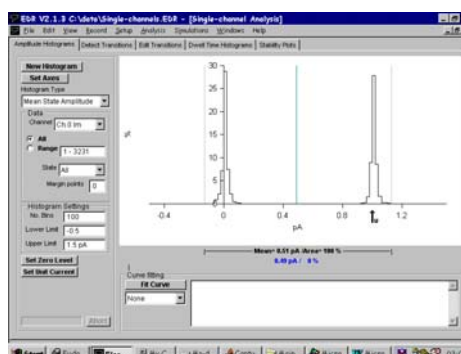 EDR V2.1.3 C:\data\Single-channels.EDR - [Single-channel Analysis]
File Edit View Record Setup Analysis Simulations Windows Help
Amplitude Histograms Detect Transitions Edit Transitions Dwell Time Histograms Stability Plots
New Histogram
Set Axes
Histogram Type
Mean State Amplitude
Data
Channel Ch.0 Im
All
Range 1 - 3231
State All
Margin points 0
Histogram Settings
No. Bins 100
Lower Limit -0.5
Upper Limit 1.5 pA
Set Zero Level
Set Unit Current
Abort
30
25
20
15
10
5
0
-0.4 0 0.4 0.8 1.2
pA
Mean= 0.51 pA /Area= 100 %
0.49 pA / 0 %
Curve fitting
Fit Curve
None
Start